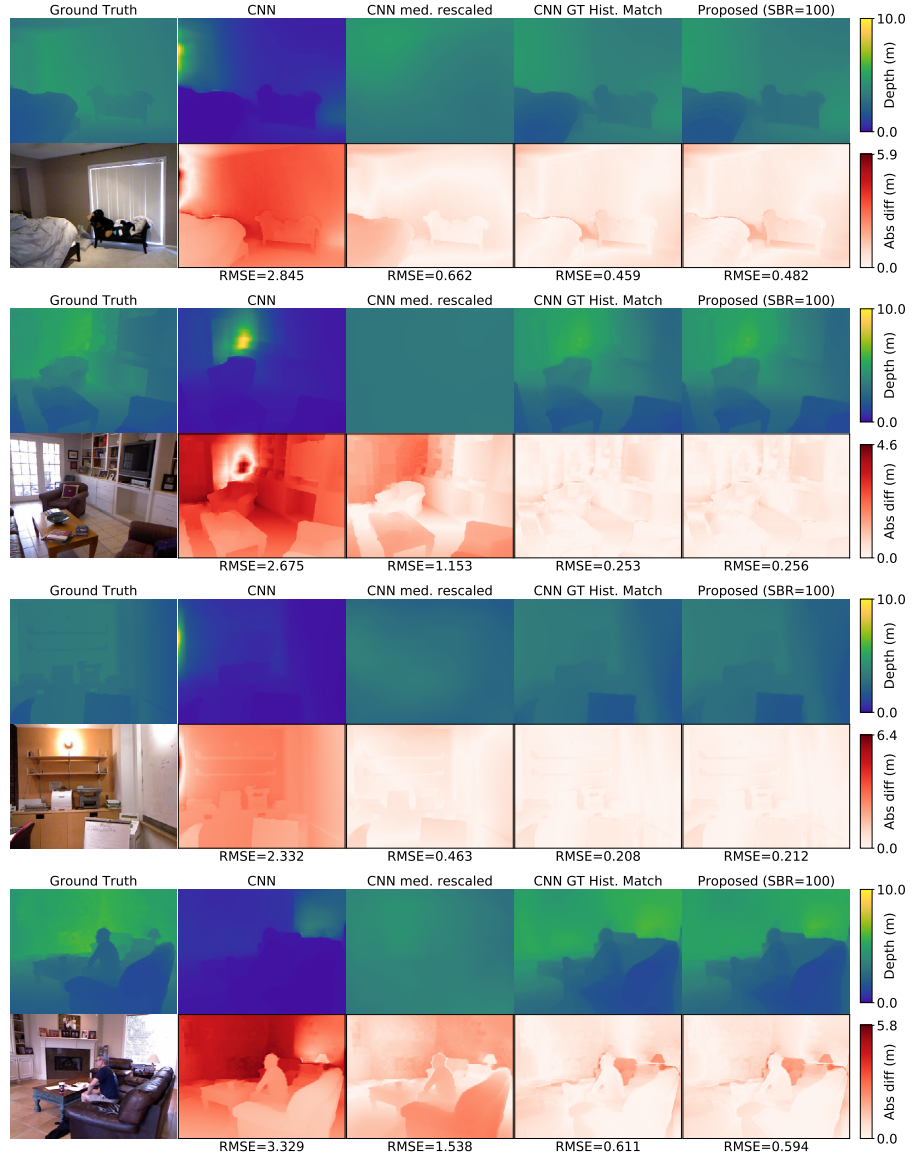 Ground Truth CNN CNN med. rescaled CNN GT Hist. Match Proposed (SBR=100)
10.0
Depth (m)
0.0
5.9
Abs diff (m)
0.0
RMSE=2.845 RMSE=0.662 RMSE=0.459 RMSE=0.482
Ground Truth CNN CNN med. rescaled CNN GT Hist. Match Proposed (SBR=100)
10.0
Depth (m)
0.0
4.6
Abs diff (m)
0.0
RMSE=2.675 RMSE=1.153 RMSE=0.253 RMSE=0.256
Ground Truth CNN CNN med. rescaled CNN GT Hist. Match Proposed (SBR=100)
10.0
Depth (m)
0.0
6.4
Abs diff (m)
0.0
RMSE=2.332 RMSE=0.463 RMSE=0.208 RMSE=0.212
Ground Truth CNN CNN med. rescaled CNN GT Hist. Match Proposed (SBR=100)
10.0
Depth (m)
0.0
5.8
Abs diff (m)
0.0
RMSE=3.329 RMSE=1.538 RMSE=0.611 RMSE=0.594